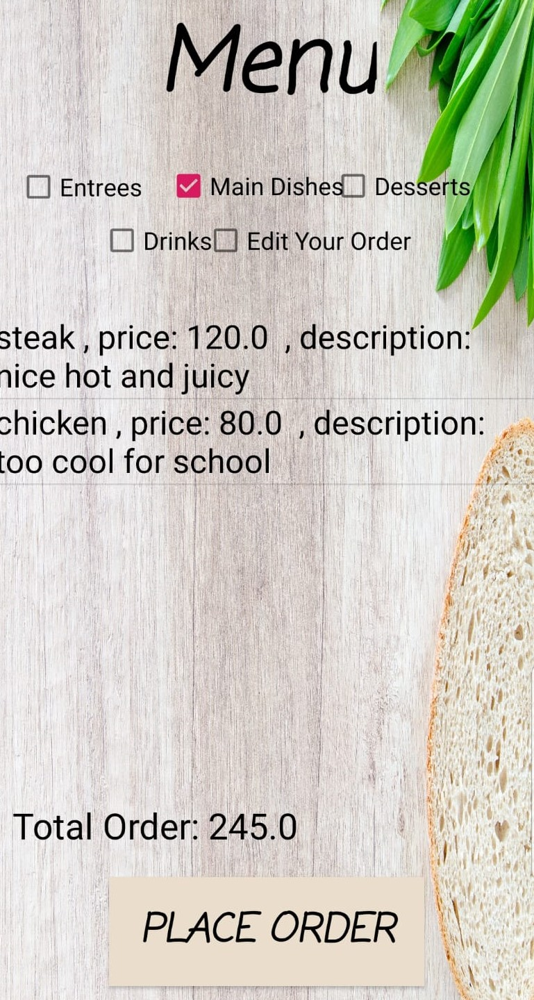 Menu
Entrees Main Dishes Desserts
Drinks Edit Your Order
steak , price: 120.0 , description:
nice hot and juicy
chicken , price: 80.0 , description:
too cool for school
Total Order: 245.0
PLACE ORDER